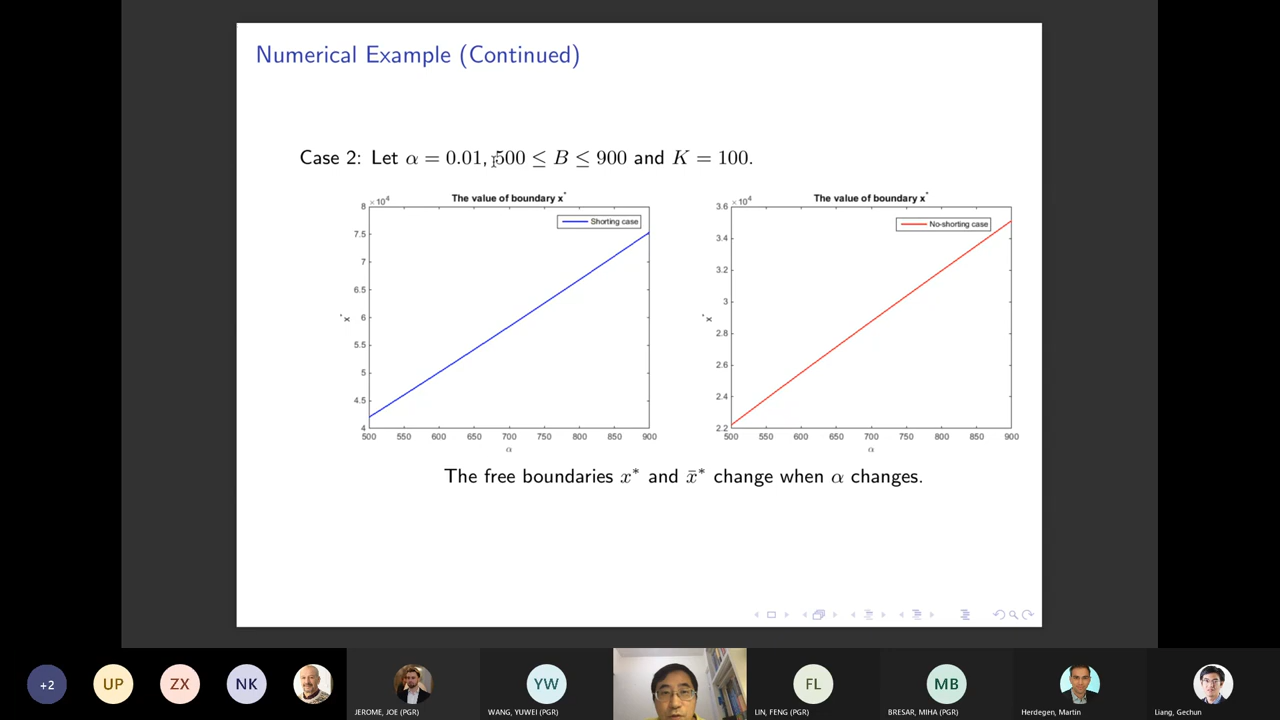 Numerical Example (Continued)
Case 2: Let α = 0.01, 500 ≤ B ≤ 900 and K = 100.
The value of boundary x*
× 10⁴
Shorting case
8
7.5
7
6.5
6
5.5
5
4.5
4
x*
500 550 600 650 700 750 800 850 900
α
The value of boundary x*
× 10⁴
No-shorting case
3.6
3.4
3.2
3
2.8
2.6
2.4
2.2
x*
500 550 600 650 700 750 800 850 900
α
The free boundaries x* and x̄* change when α changes.
+2
UP
ZX
NK
JEROME, JOE (PGR)
YW
WANG, YUWEI (PGR)
FL
LIN, FENG (PGR)
MB
BRESAR, MIHA (PGR)
Herdegen, Martin
Liang, Gechun